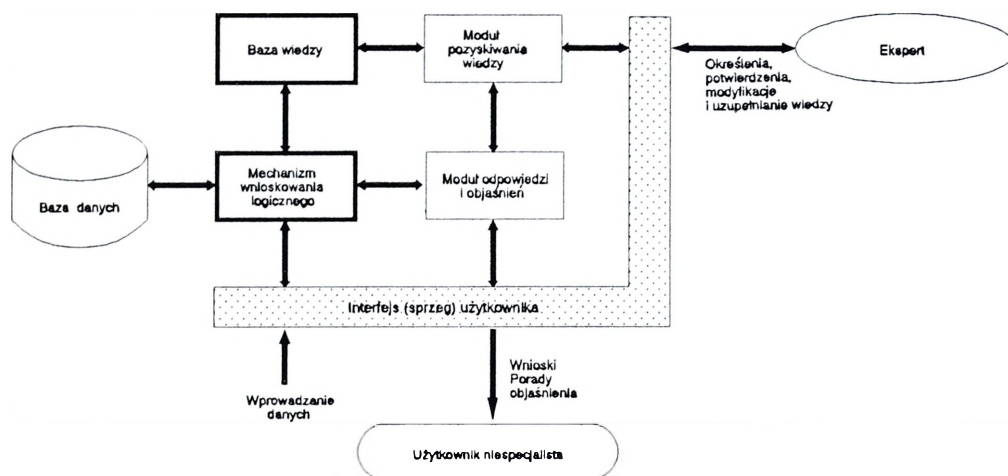 Baza wiedzy
Moduł
pozyskiwania
wiedzy
Ekspert
Określenia,
potwierdzenia,
modyfikacje
i uzupełnianie wiedzy
Baza danych
Mechanizm
wnioskowania
logicznego
Moduł odpowiedzi
i objaśnień
Interfejs (sprzęg) użytkownika
Wprowadzanie
danych
Wnioski
Porady
objaśnienia
Użytkownik niespecjalista